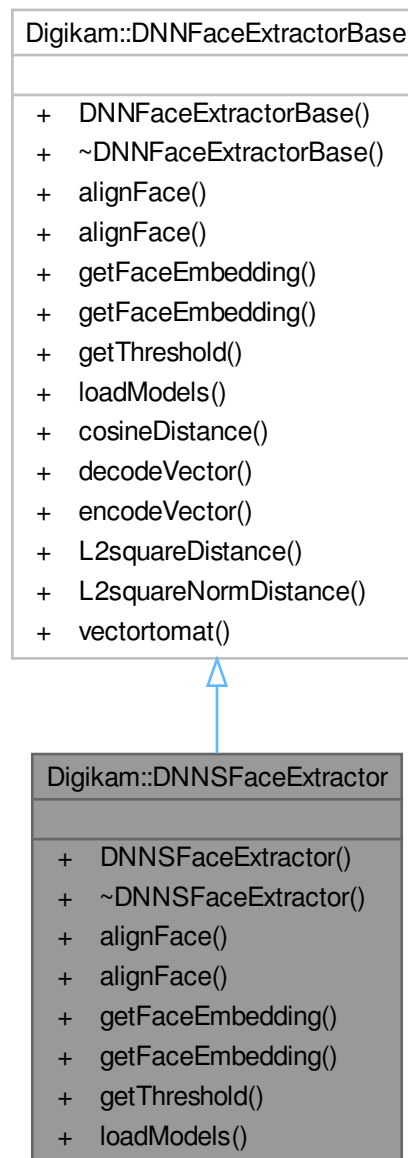 Digikam::DNNFaceExtractorBase
+ DNNFaceExtractorBase()
+ ~DNNFaceExtractorBase()
+ alignFace()
+ alignFace()
+ getFaceEmbedding()
+ getFaceEmbedding()
+ getThreshold()
+ loadModels()
+ cosineDistance()
+ decodeVector()
+ encodeVector()
+ L2squareDistance()
+ L2squareNormDistance()
+ vectortomat()
Digikam::DNNSFaceExtractor
+ DNNSFaceExtractor()
+ ~DNNSFaceExtractor()
+ alignFace()
+ alignFace()
+ getFaceEmbedding()
+ getFaceEmbedding()
+ getThreshold()
+ loadModels()